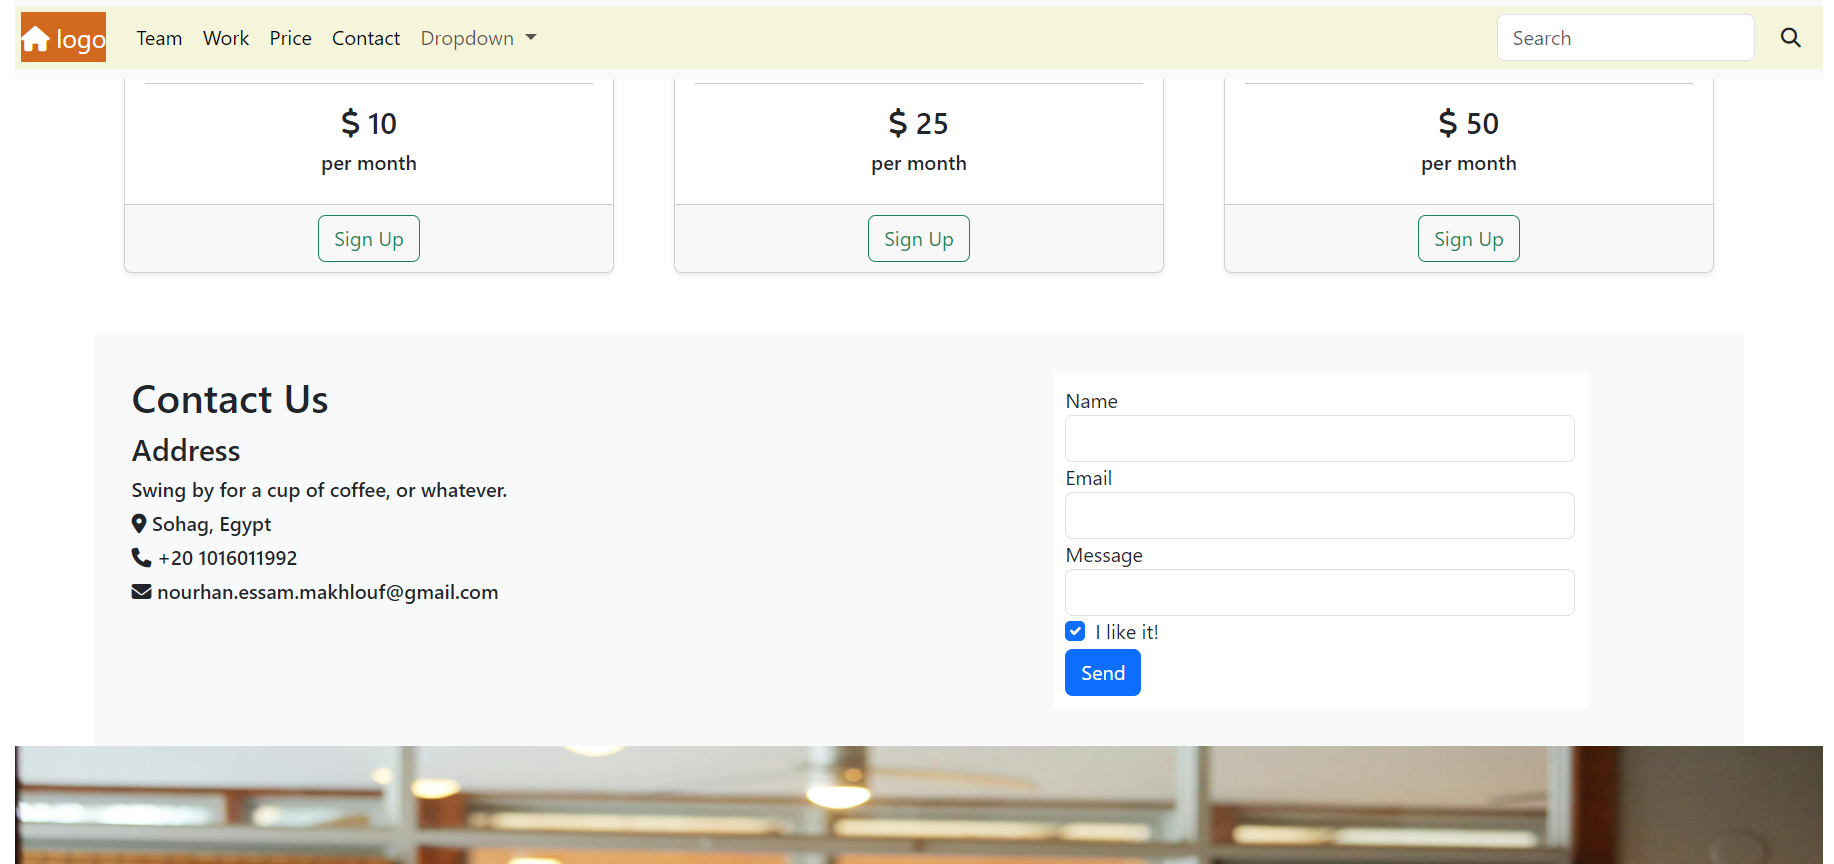 logo Team Work Price Contact Dropdown Search
$ 10
per month
Sign Up
$ 25
per month
Sign Up
$ 50
per month
Sign Up
Contact Us
Address
Swing by for a cup of coffee, or whatever.
Sohag, Egypt
+20 1016011992
nourhan.essam.makhlouf@gmail.com
Name
Email
Message
I like it!
Send